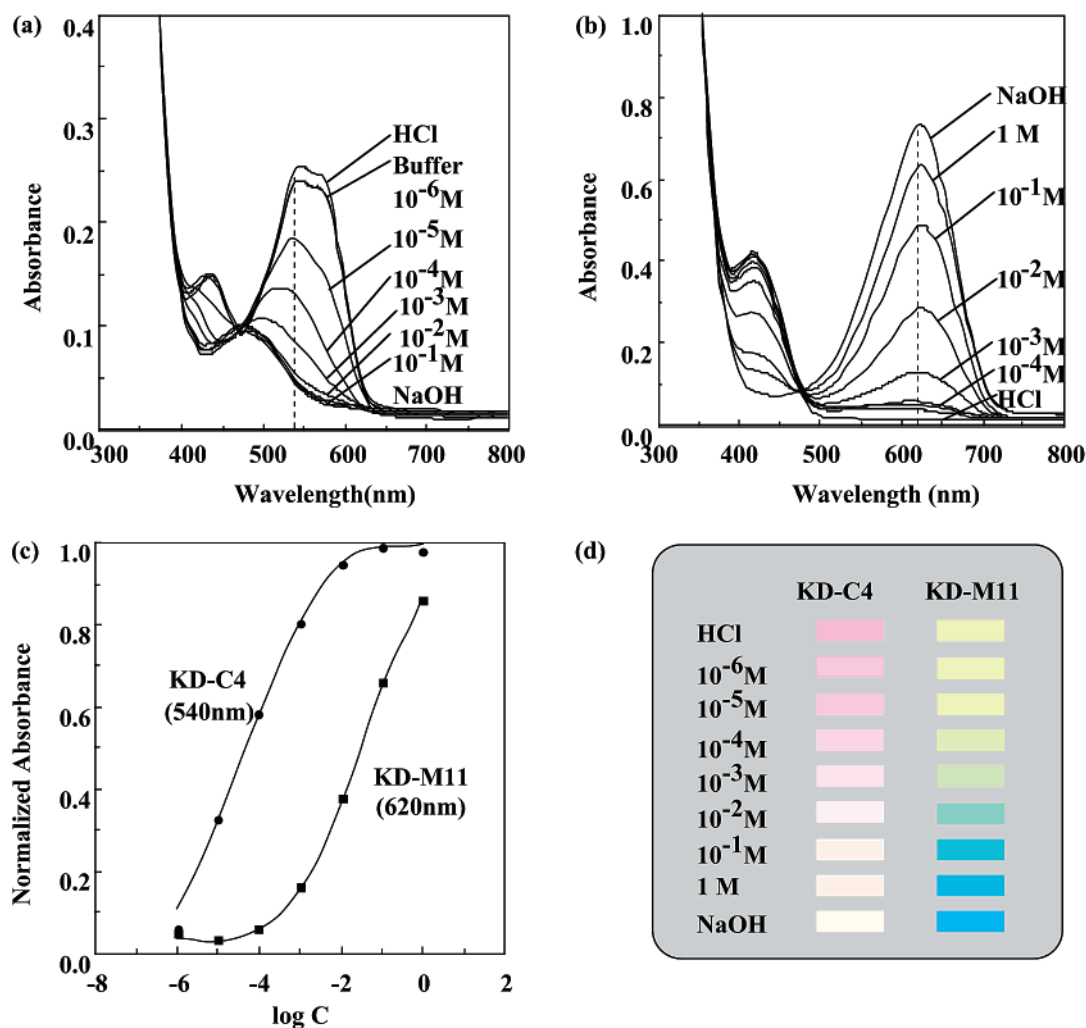 (a)
0.4
0.3
0.2
0.1
0.0
Absorbance
HCl
Buffer
10⁻⁶M
10⁻⁵M
10⁻⁴M
10⁻³M
10⁻²M
10⁻¹M
NaOH
300 400 500 600 700 800
Wavelength(nm)
(b)
1.0
0.8
0.6
0.4
0.2
0.0
Absorbance
NaOH
1 M
10⁻¹M
10⁻²M
10⁻³M
10⁻⁴M
HCl
300 400 500 600 700 800
Wavelength (nm)
(c)
1.0
0.8
0.6
0.4
0.2
0.0
Normalized Absorbance
KD-C4
(540nm)
KD-M11
(620nm)
-8 -6 -4 -2 0 2
log C
(d)
KD-C4 KD-M11
HCl
10⁻⁶M
10⁻⁵M
10⁻⁴M
10⁻³M
10⁻²M
10⁻¹M
1 M
NaOH